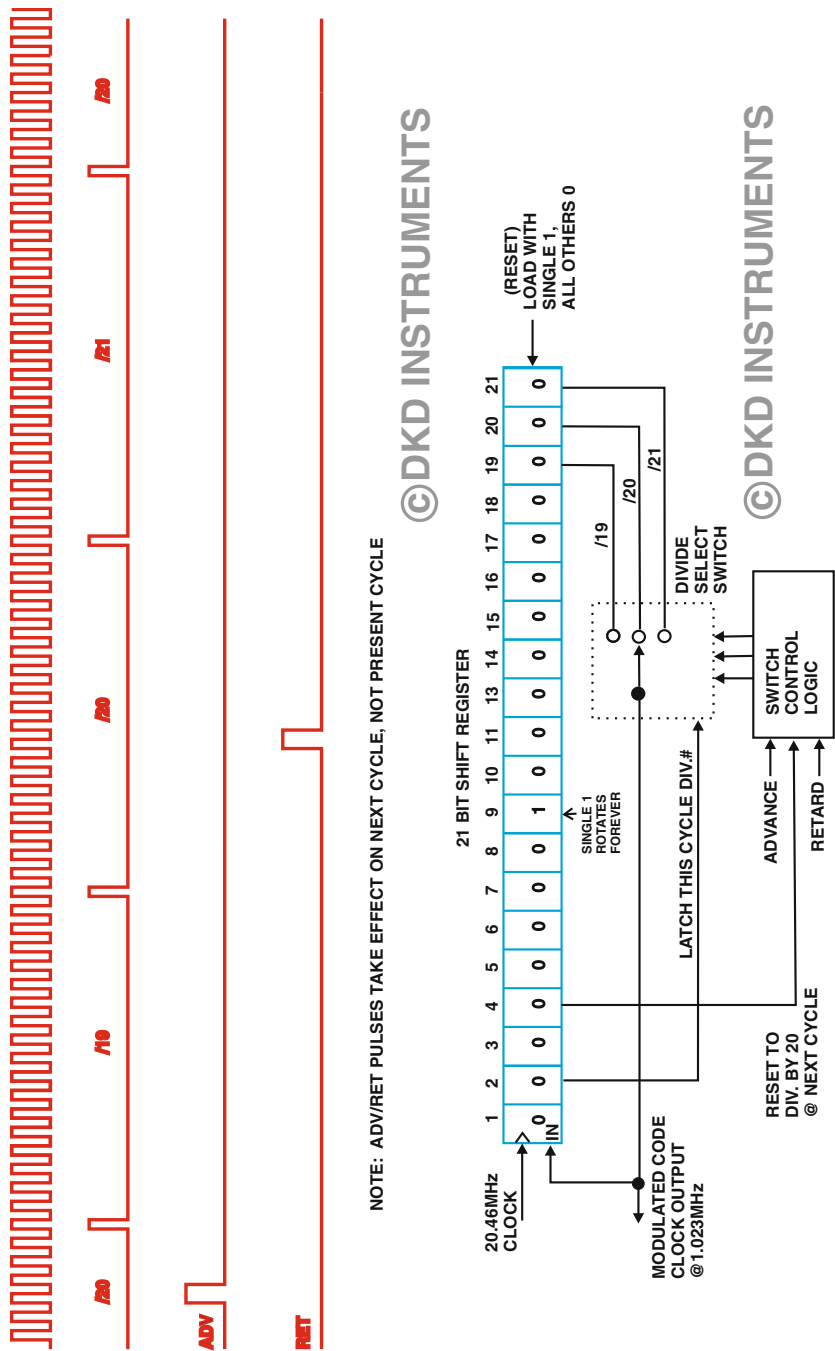 /20
/19
/20
/21
/20
ADV
RET
NOTE: ADV/RET PULSES TAKE EFFECT ON NEXT CYCLE, NOT PRESENT CYCLE
©DKD INSTRUMENTS
21 BIT SHIFT REGISTER
1 2 3 4 5 6 7 8 9 10 11 13 14 15 16 17 18 19 20 21
0 0 0 0 0 0 0 0 1 0 0 0 0 0 0 0 0 0 0 0
IN
20.46MHz
CLOCK
(RESET)
LOAD WITH
SINGLE 1,
ALL OTHERS 0
SINGLE 1
ROTATES
FOREVER
/19
/20
/21
DIVIDE
SELECT
SWITCH
LATCH THIS CYCLE DIV.#
MODULATED CODE
CLOCK OUTPUT
@1.023MHz
RESET TO
DIV. BY 20
@ NEXT CYCLE
ADVANCE
RETARD
SWITCH
CONTROL
LOGIC
©DKD INSTRUMENTS